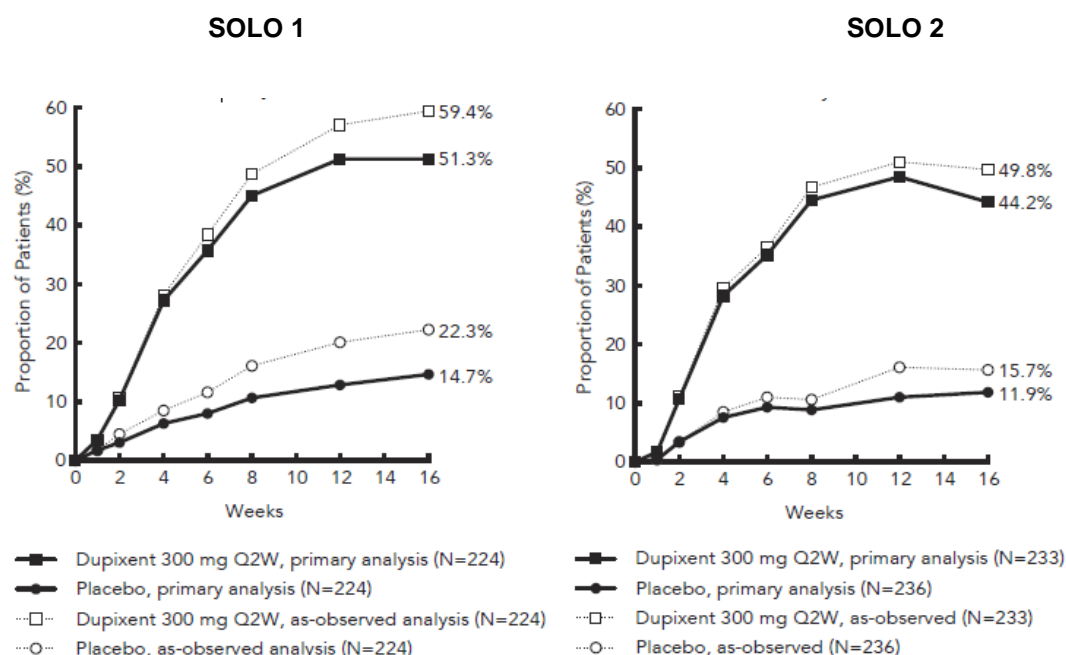 SOLO 1
SOLO 2
Proportion of Patients (%)
60
50
40
30
20
10
0
59.4%
51.3%
22.3%
14.7%
0 2 4 6 8 10 12 14 16
Weeks
Dupixent 300 mg Q2W, primary analysis (N=224)
Placebo, primary analysis (N=224)
Dupixent 300 mg Q2W, as-observed analysis (N=224)
Placebo, as-observed analysis (N=224)
Proportion of Patients (%)
60
50
40
30
20
10
0
49.8%
44.2%
15.7%
11.9%
0 2 4 6 8 10 12 14 16
Weeks
Dupixent 300 mg Q2W, primary analysis (N=233)
Placebo, primary analysis (N=236)
Dupixent 300 mg Q2W, as-observed (N=233)
Placebo, as-observed (N=236)